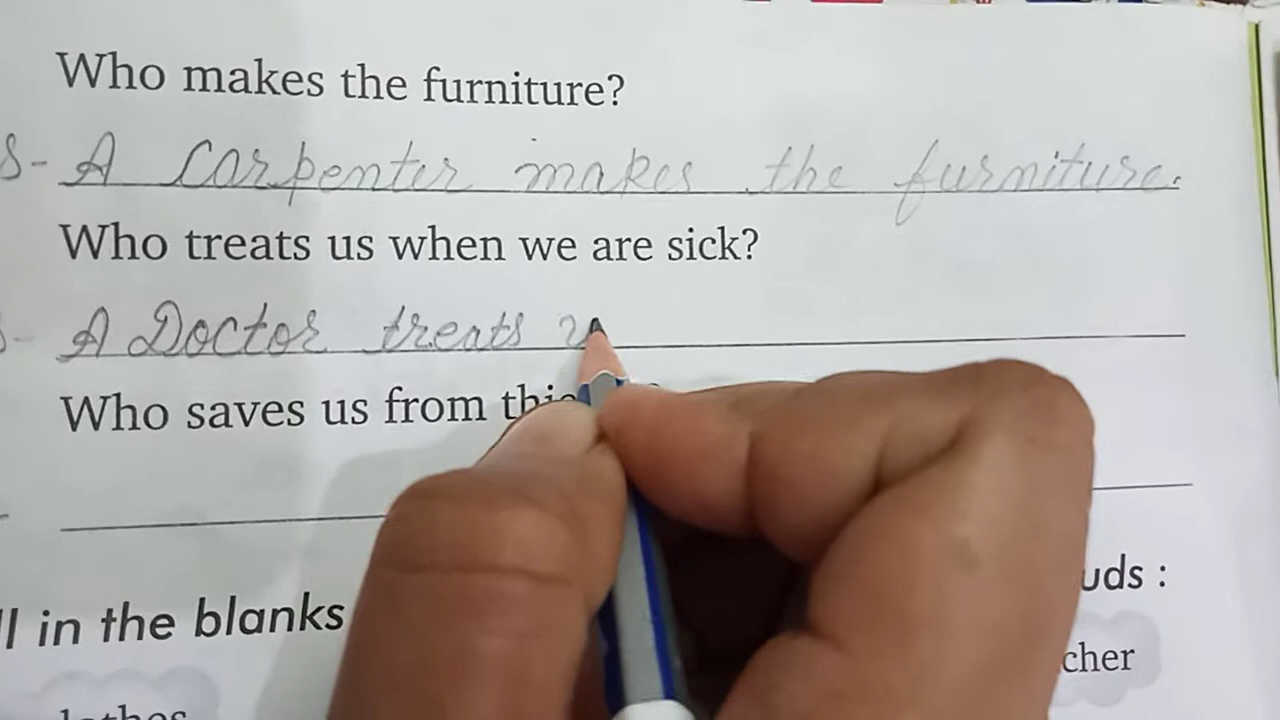 Who makes the furniture?
s- A Carpenter makes the furniture.
Who treats us when we are sick?
A Doctor treats
Who saves us from
in the blanks
uds :
cher